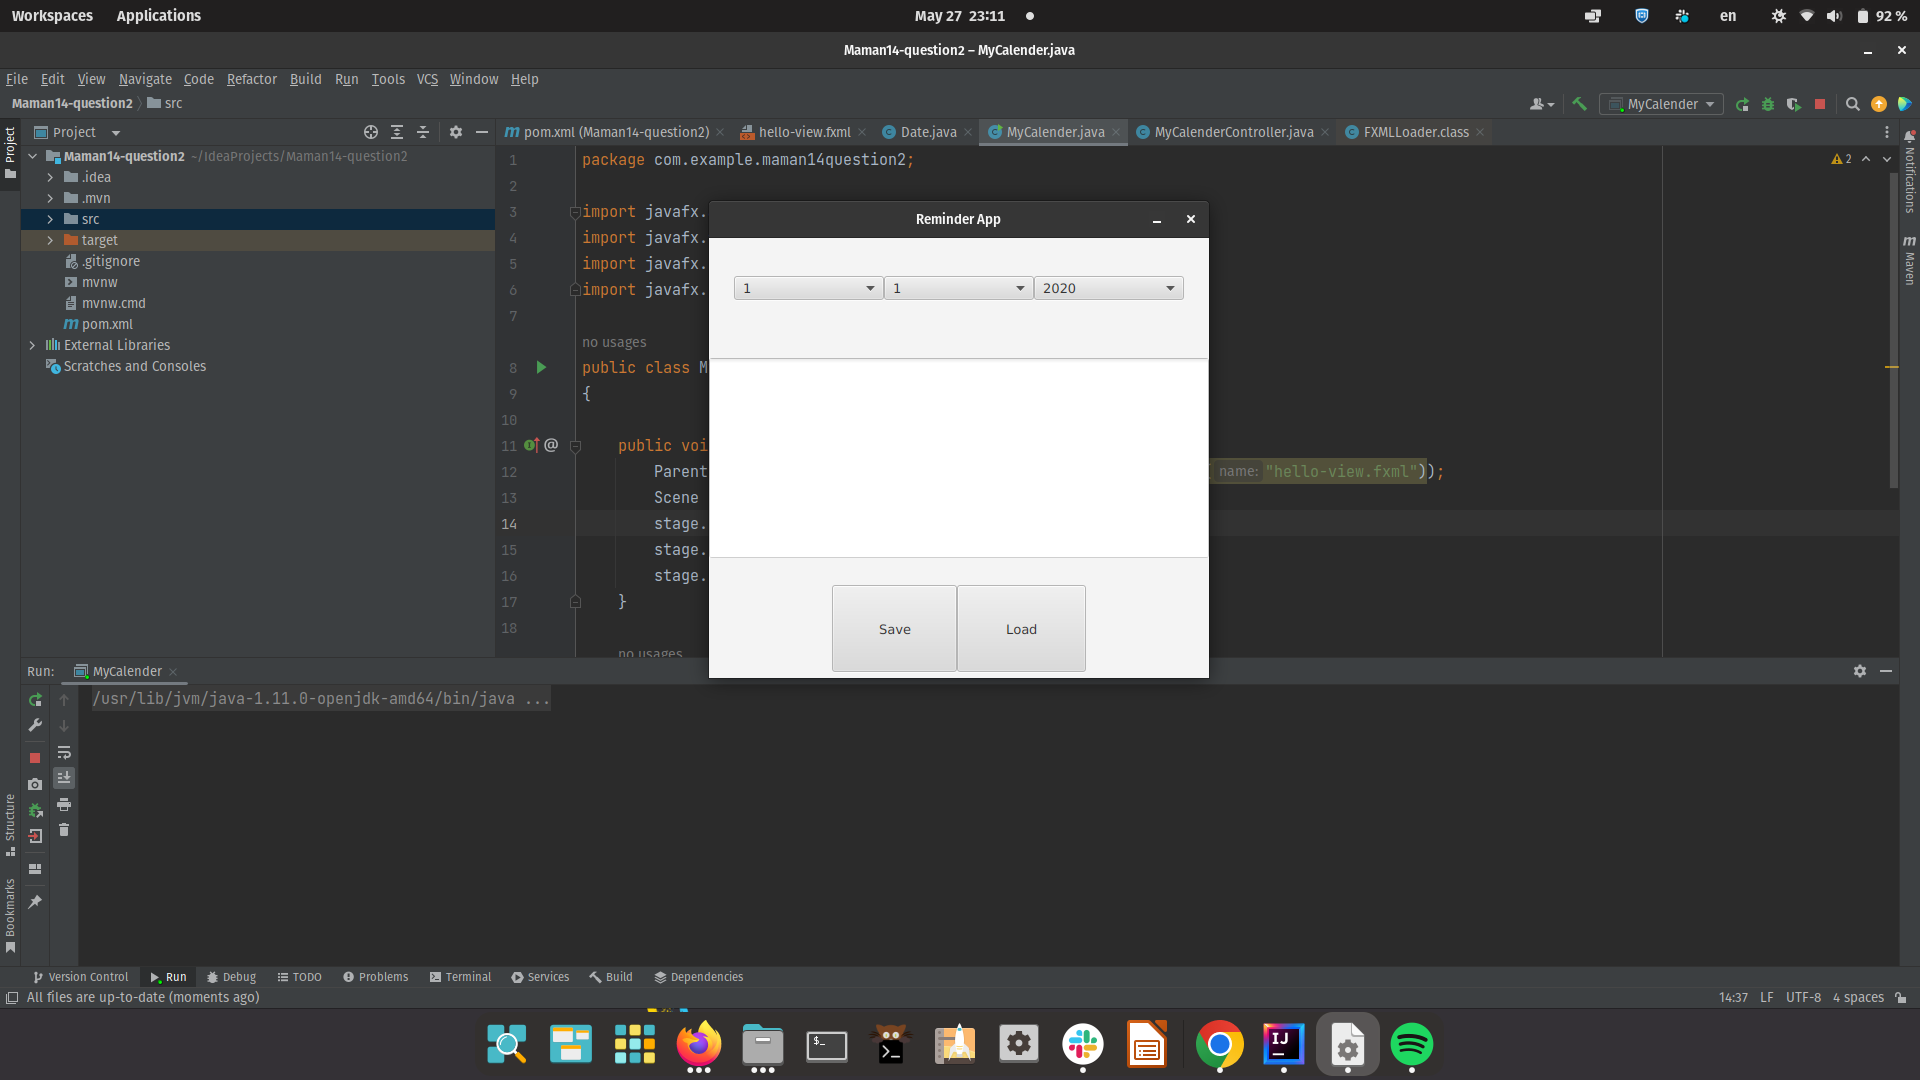 Workspaces Applications May 27 23:11 en 92 %
Maman14-question2 – MyCalender.java
File Edit View Navigate Code Refactor Build Run Tools VCS Window Help
Maman14-question2 src MyCalender
Project
Project
pom.xml (Maman14-question2) hello-view.fxml Date.java MyCalender.java MyCalenderController.java FXMLLoader.class
Notifications
Maven
Maman14-question2 ~/IdeaProjects/Maman14-question2
.idea
.mvn
src
target
.gitignore
mvnw
mvnw.cmd
pom.xml
External Libraries
Scratches and Consoles
1 package com.example.maman14question2; 2
2
3 import javafx.
4 import javafx.
5 import javafx.
6 import javafx.
7
no usages
8 public class M
9 {
10
11 @ public voi
12 Parent name: "hello-view.fxml"));
13 Scene
14 stage.
15 stage.
16 stage.
17 }
18
no usages
Reminder App
1 1 2020
Save Load
Run: MyCalender
/usr/lib/jvm/java-1.11.0-openjdk-amd64/bin/java ...
Structure
Bookmarks
Version Control Run Debug TODO Problems Terminal Services Build Dependencies
All files are up-to-date (moments ago) 14:37 LF UTF-8 4 spaces
$_
>_
IJ